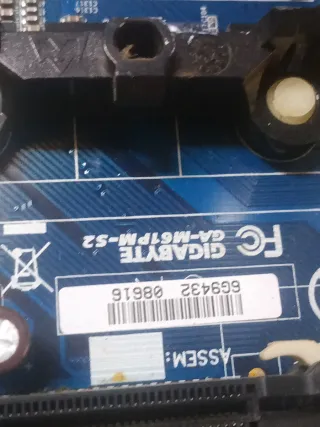 GIGABYTE
GA-M61PM-S2
FC
6G9432 08616
ASSEM: